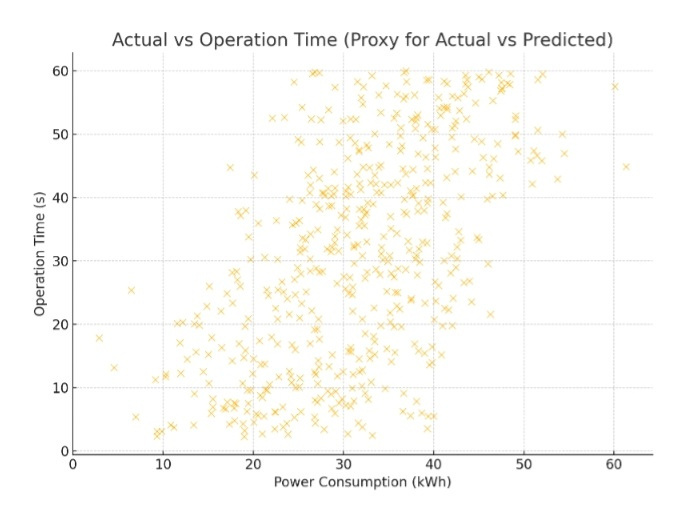 Actual vs Operation Time (Proxy for Actual vs Predicted)
60
50
40
30
20
10
0
Operation Time (s)
0 10 20 30 40 50 60
Power Consumption (kWh)